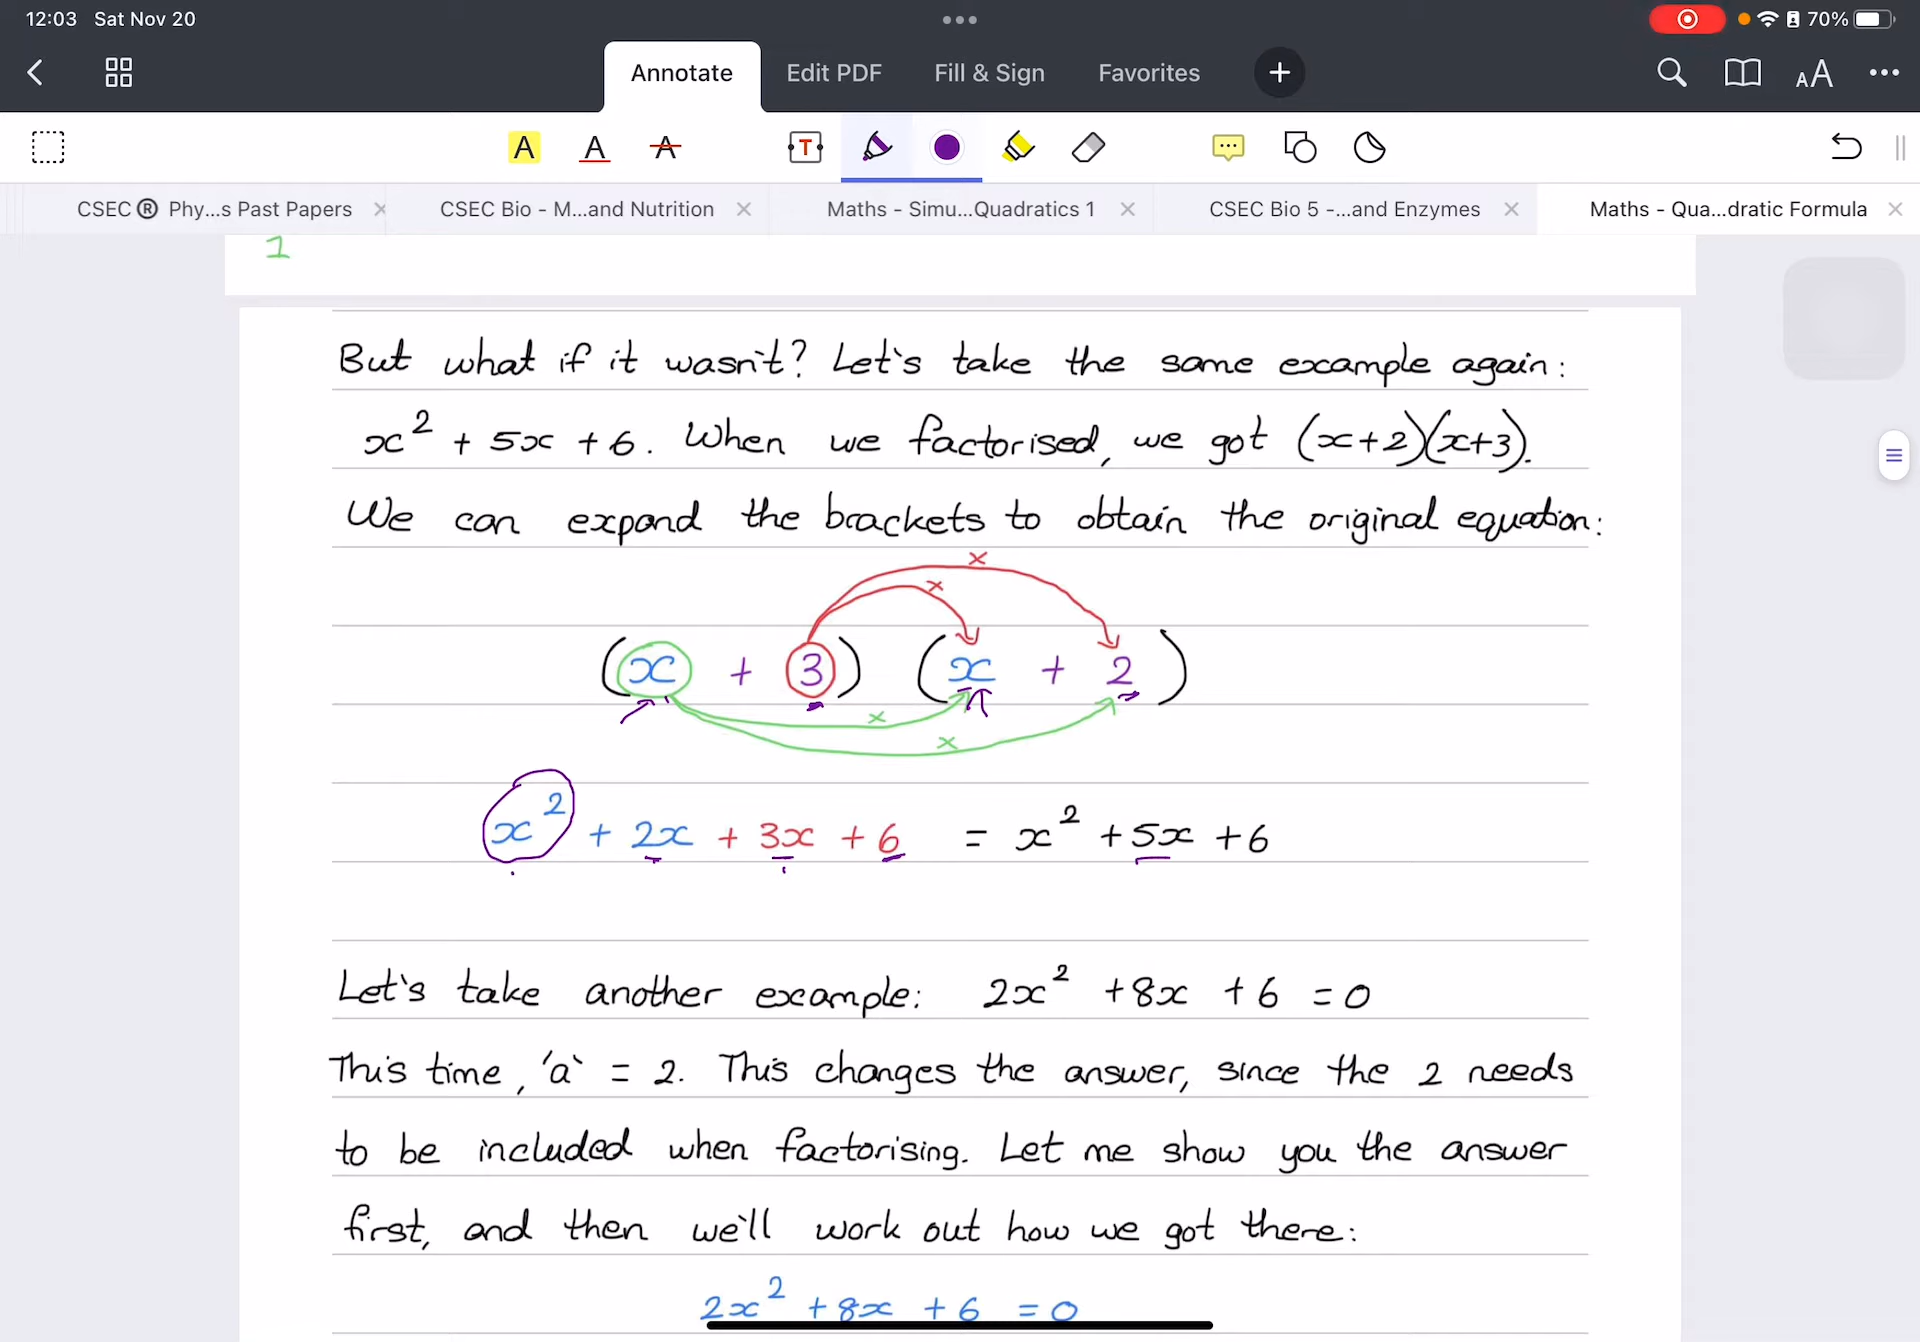 12:03 Sat Nov 20
70%
Annotate Edit PDF Fill & Sign Favorites
CSEC ® Phy...s Past Papers CSEC Bio - M...and Nutrition Maths - Simu...Quadratics 1 CSEC Bio 5 -...and Enzymes Maths - Qua...dratic Formula
1
But what if it wasn't? Let's take the same example again:
x² + 5x + 6. When we factorised, we got (x+2)(x+3).
We can expand the brackets to obtain the original equation:
× ×
(x + 3) (x + 2)
× ×
x² + 2x + 3x + 6 = x² + 5x + 6
Let's take another example: 2x² + 8x + 6 = 0
This time, 'a' = 2. This changes the answer, since the 2 needs
to be included when factorising. Let me show you the answer
first, and then we'll work out how we got there:
2x² + 8x + 6 = 0